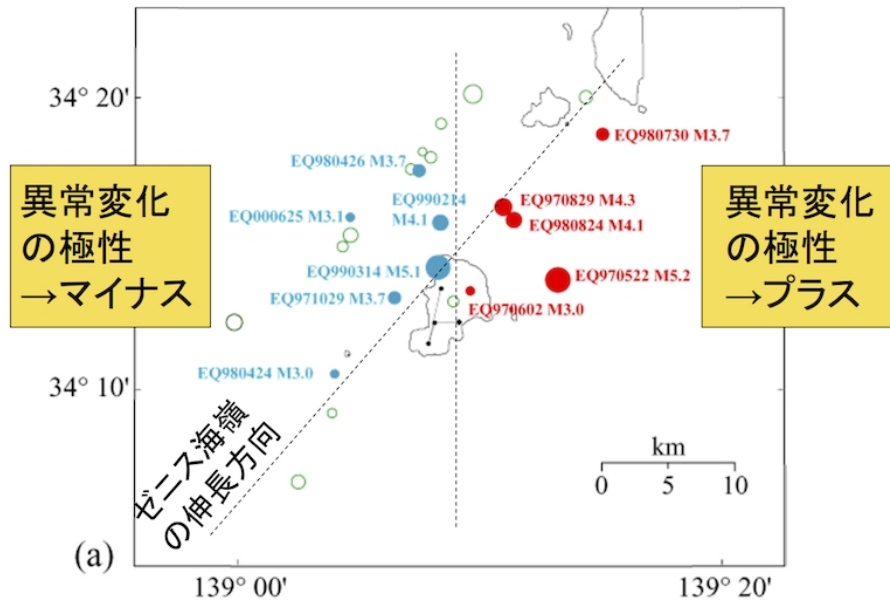 34° 20'
EQ980730 M3.7
EQ980426 M3.7
EQ990214
M4.1
EQ970829 M4.3
EQ980824 M4.1
EQ000625 M3.1
異常変化
の極性
→マイナス
異常変化
の極性
→プラス
EQ990314 M5.1
EQ970522 M5.2
EQ971029 M3.7
EQ970602 M3.0
EQ980424 M3.0
34° 10'
ゼニス海嶺
の伸長方向
km
0 5 10
(a)
139° 00'
139° 20'